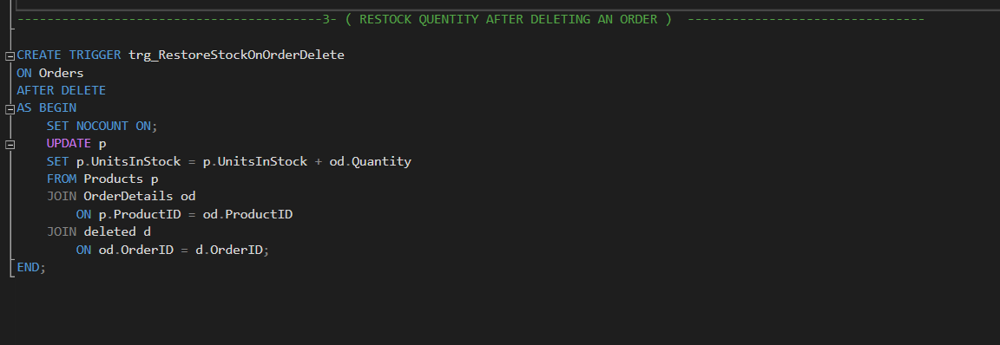 ----------------------------------------3- ( RESTOCK QUENTITY AFTER DELETING AN ORDER )  --------------------------------
CREATE TRIGGER trg_RestoreStockOnOrderDelete
ON Orders
AFTER DELETE
AS BEGIN
    SET NOCOUNT ON;
    UPDATE p
    SET p.UnitsInStock = p.UnitsInStock + od.Quantity
    FROM Products p
    JOIN OrderDetails od
        ON p.ProductID = od.ProductID
    JOIN deleted d
        ON od.OrderID = d.OrderID;
END;